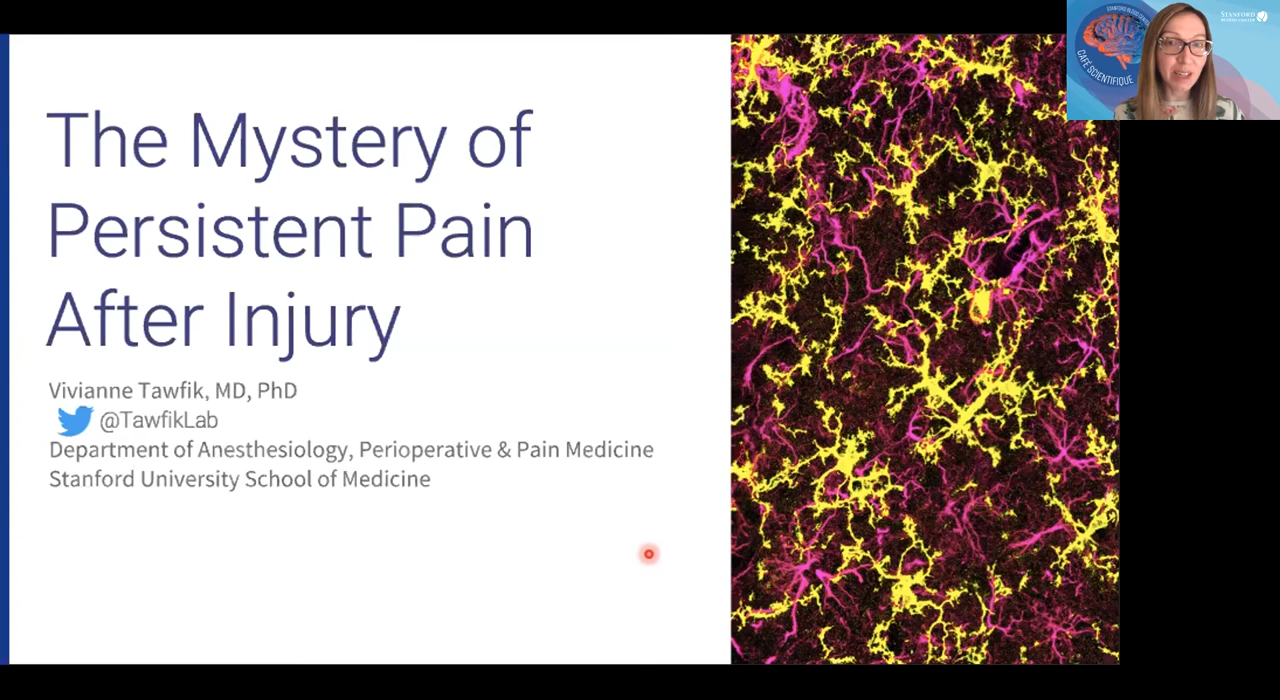 The Mystery of
Persistent Pain
After Injury
Vivianne Tawfik, MD, PhD
@TawfikLab
Department of Anesthesiology, Perioperative & Pain Medicine
Stanford University School of Medicine
CAFÉ SCIENTIFIQUE
STANFORD